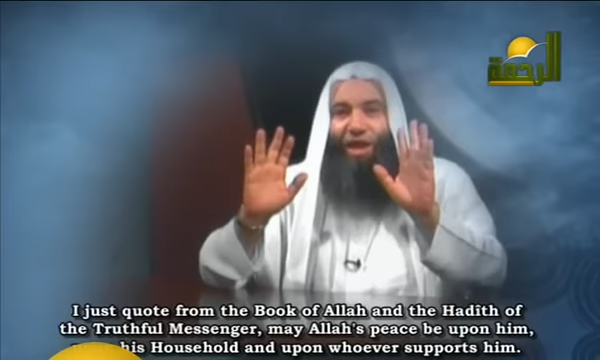 الرحمة
I just quote from the Book of Allah and the Hadîth of
the Truthful Messenger, may Allah's peace be upon him,
his Household and upon whoever supports him.